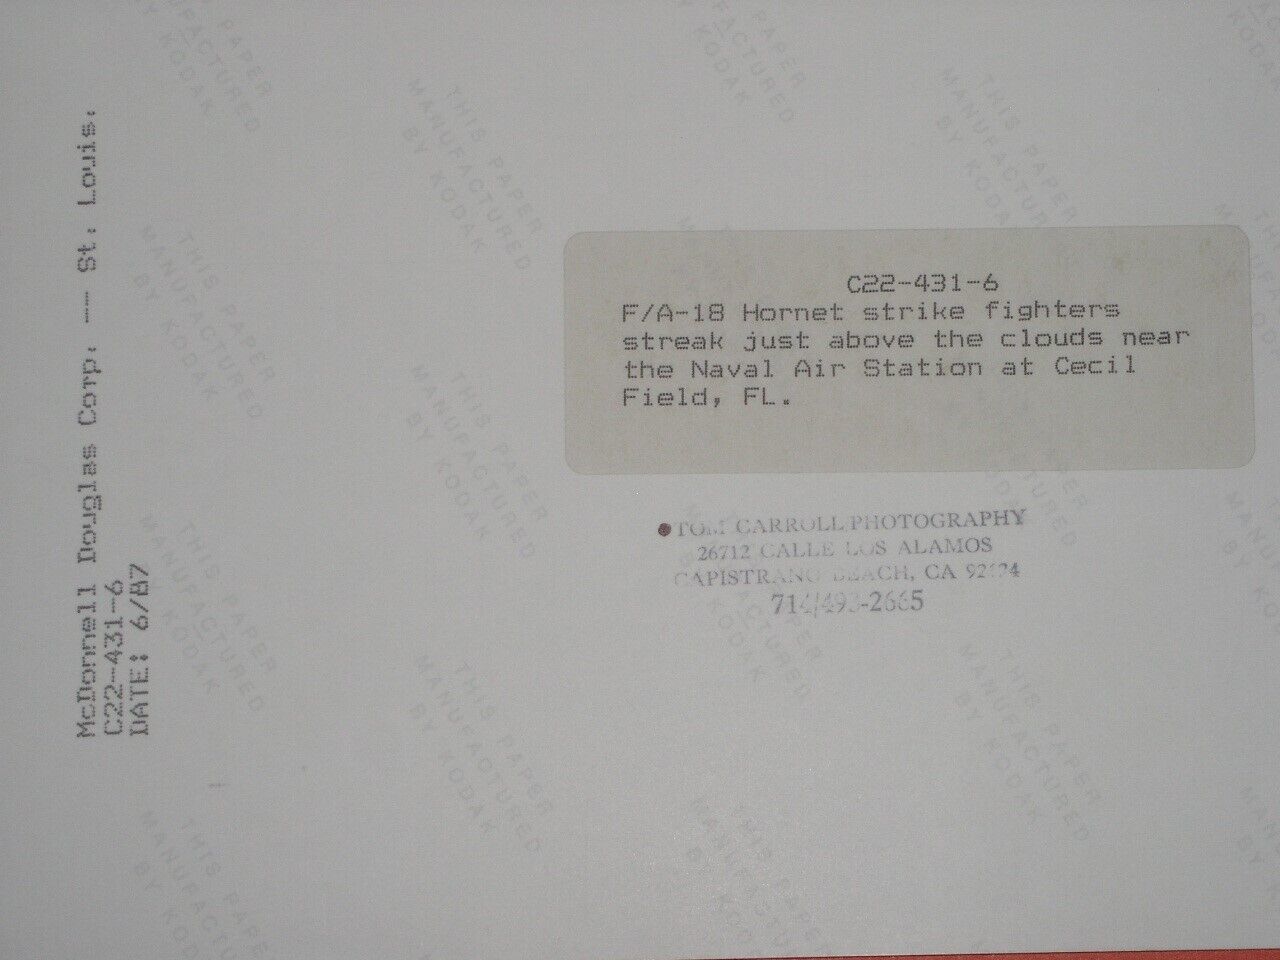 McDonnell Douglas Corp. -- St. Louis.
C22-431-6
DATE: 6/87
C22-431-6
F/A-18 Hornet strike fighters
streak just above the clouds near
the Naval Air Station at Cecil
Field, FL.
TOM CARROLL PHOTOGRAPHY
26712 CALLE LOS ALAMOS
CAPISTRANO BEACH, CA
THIS PAPER
MANUFACTURED
BY KODAK